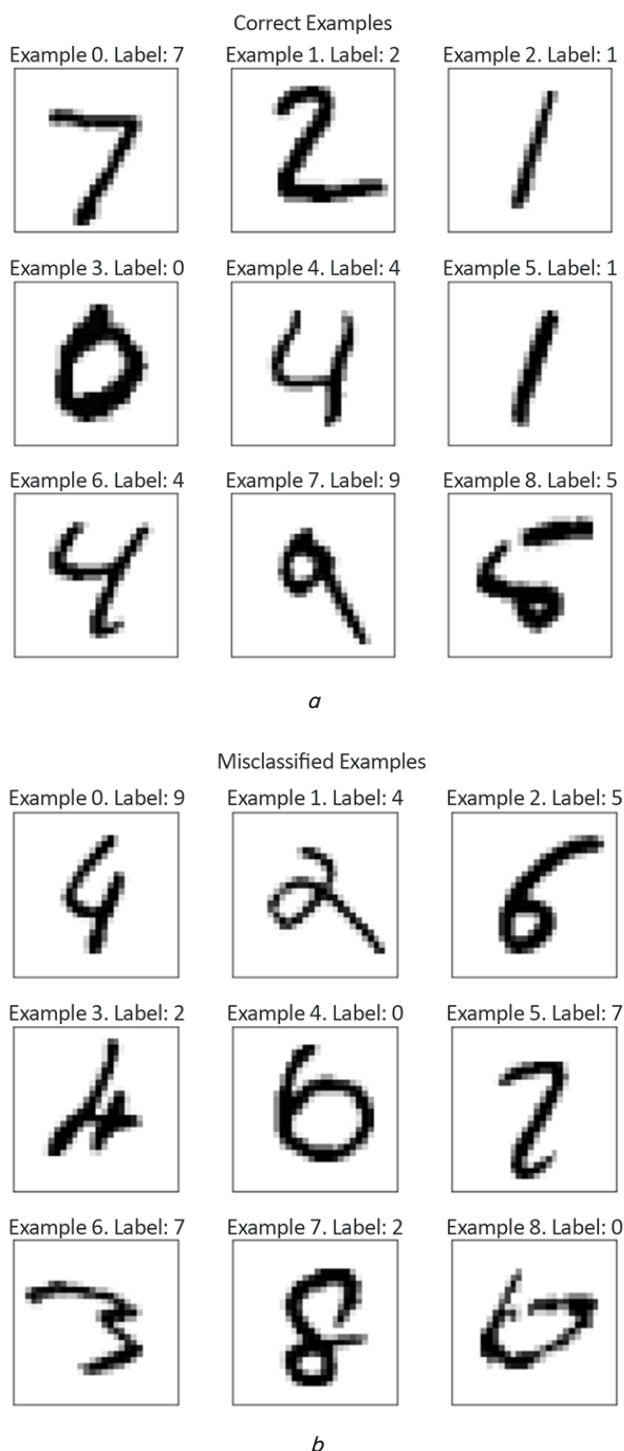 Correct Examples
Example 0. Label: 7
Example 1. Label: 2
Example 2. Label: 1
7
2
1
Example 3. Label: 0
Example 4. Label: 4
Example 5. Label: 1
0
4
1
Example 6. Label: 4
Example 7. Label: 9
Example 8. Label: 5
4
9
5
a
Misclassified Examples
Example 0. Label: 9
Example 1. Label: 4
Example 2. Label: 5
4
2
6
Example 3. Label: 2
Example 4. Label: 0
Example 5. Label: 7
4
6
Example 6. Label: 7
Example 7. Label: 2
Example 8. Label: 0
3
8
6
b